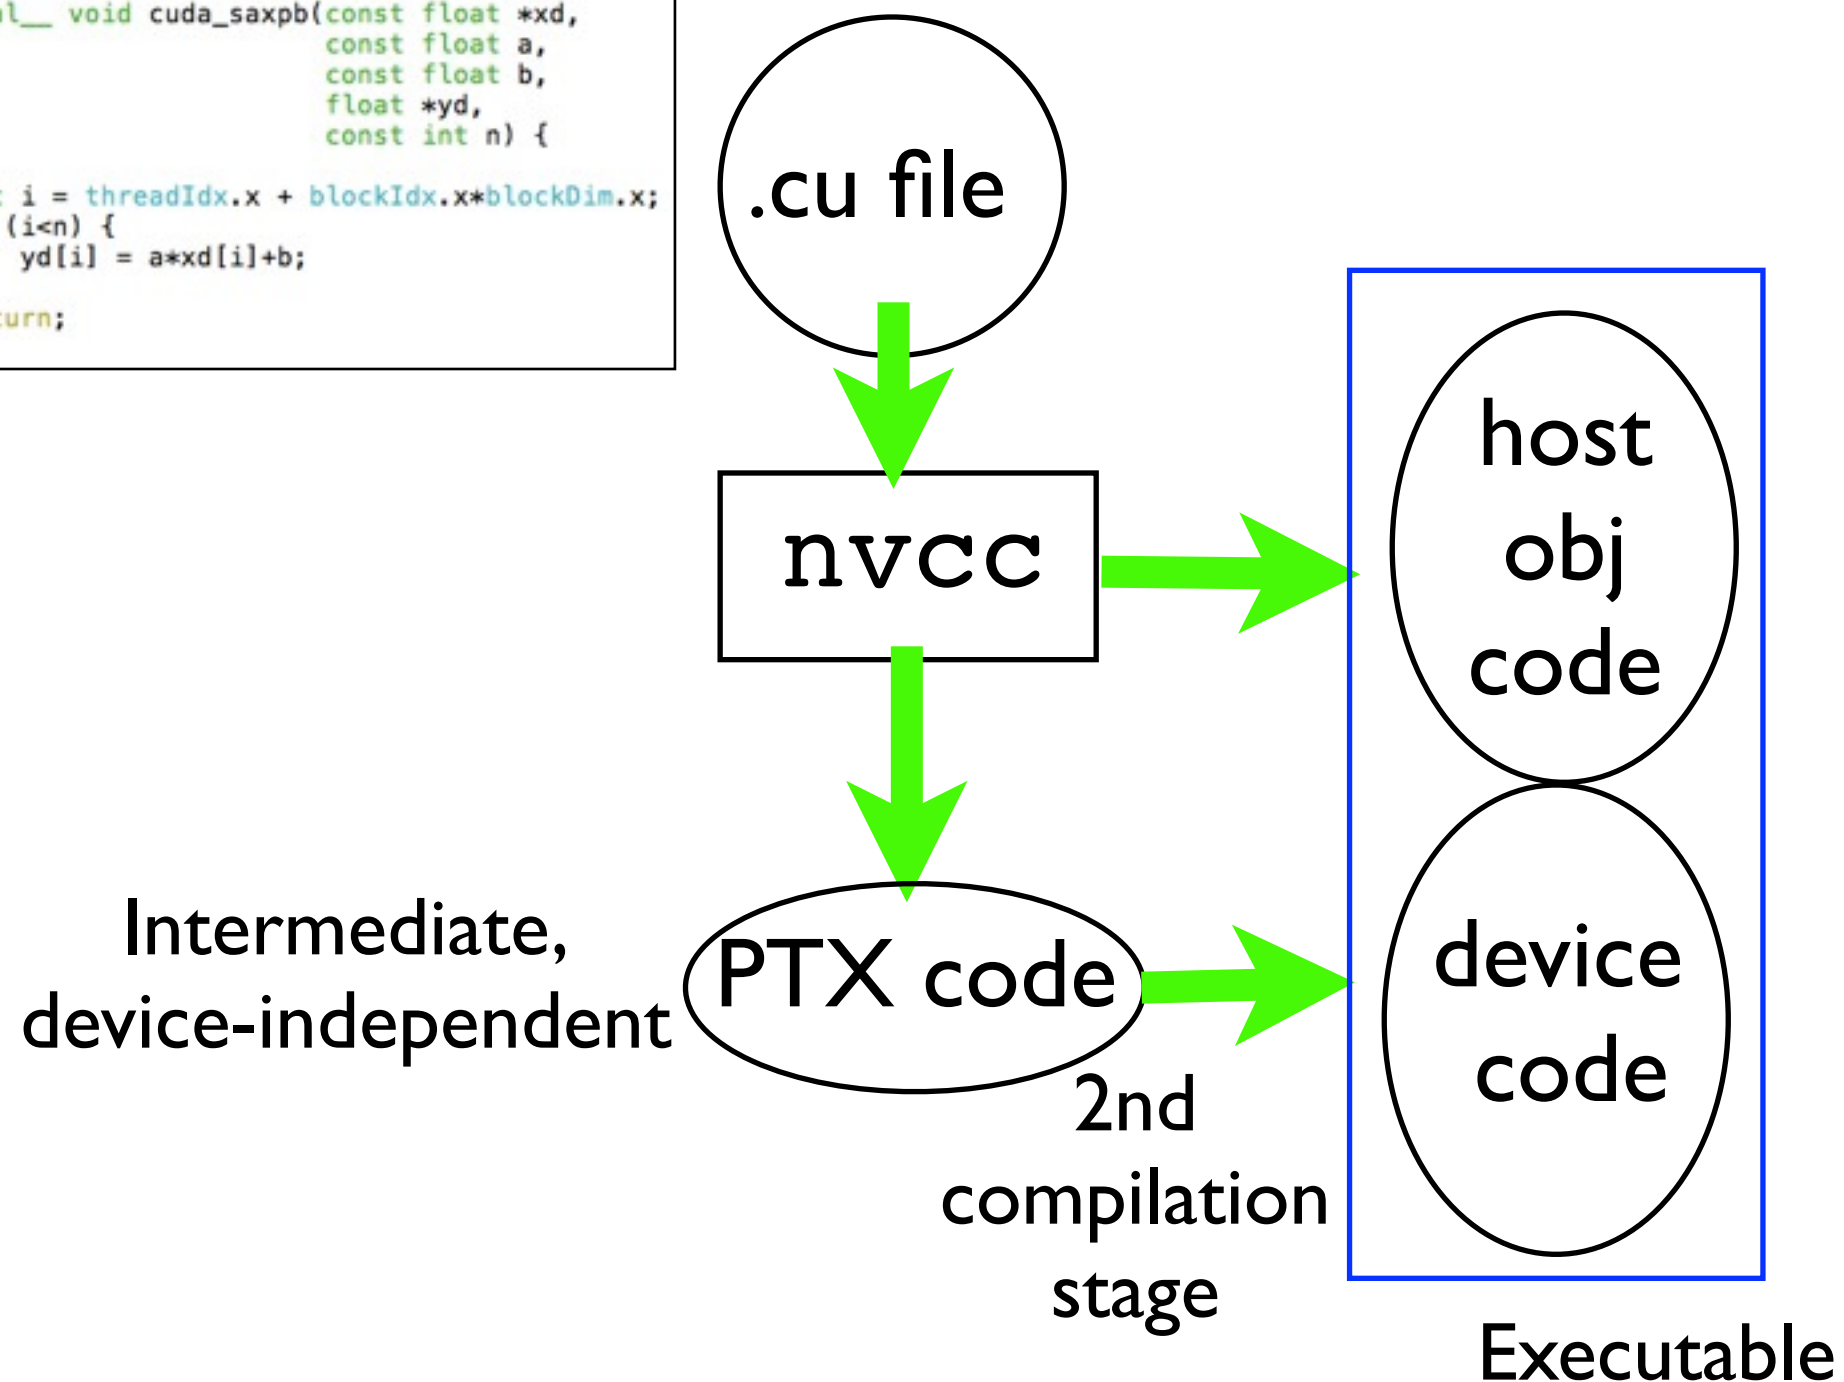 l__ void cuda_saxpb(const float *xd,
const float a,
const float b,
float *yd,
const int n) {
i = threadIdx.x + blockIdx.x*blockDim.x;
(i<n) {
yd[i] = a*xd[i]+b;
urn;
.cu file
nvcc
host
obj
code
Intermediate,
device-independent
PTX code
device
code
2nd
compilation
stage
Executable